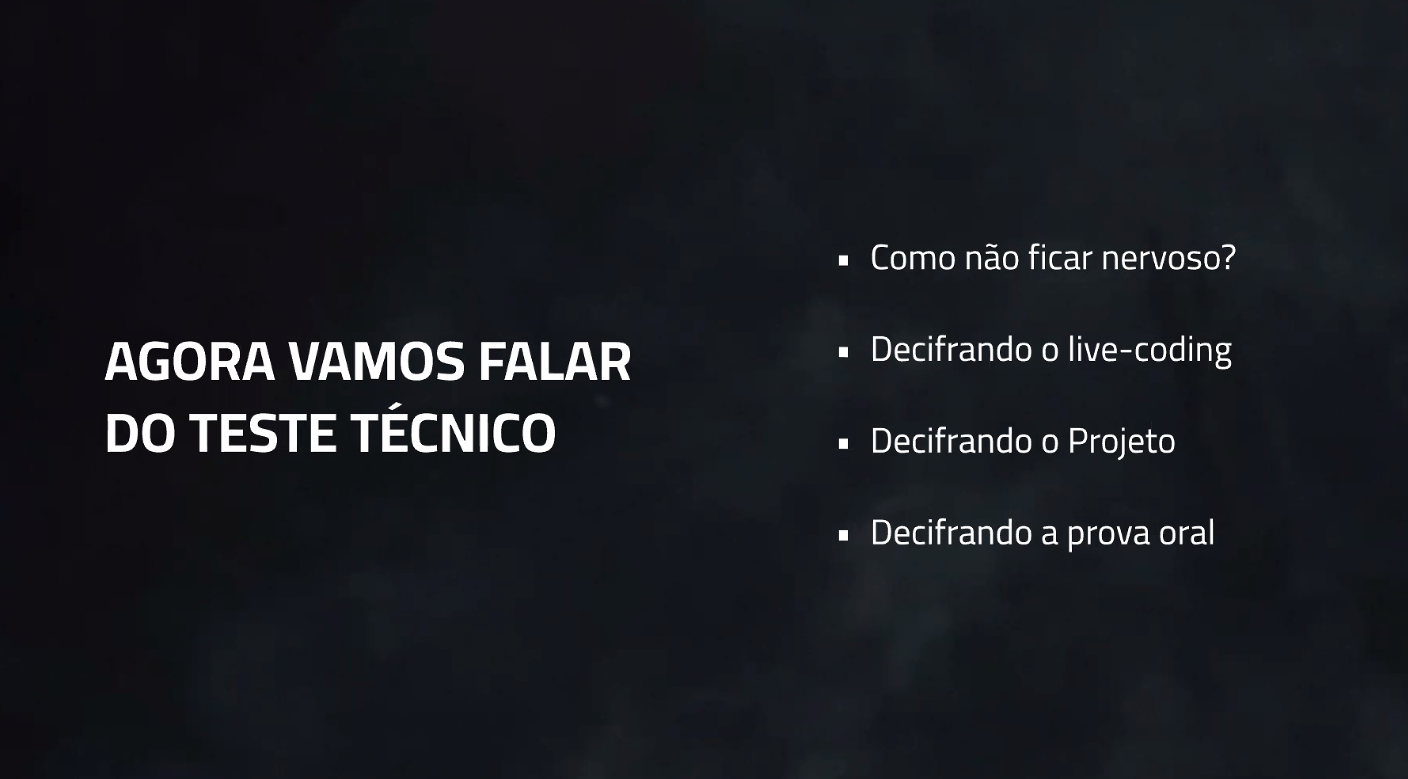 AGORA VAMOS FALAR
DO TESTE TÉCNICO
▪ Como não ficar nervoso?
▪ Decifrando o live-coding
▪ Decifrando o Projeto
▪ Decifrando a prova oral